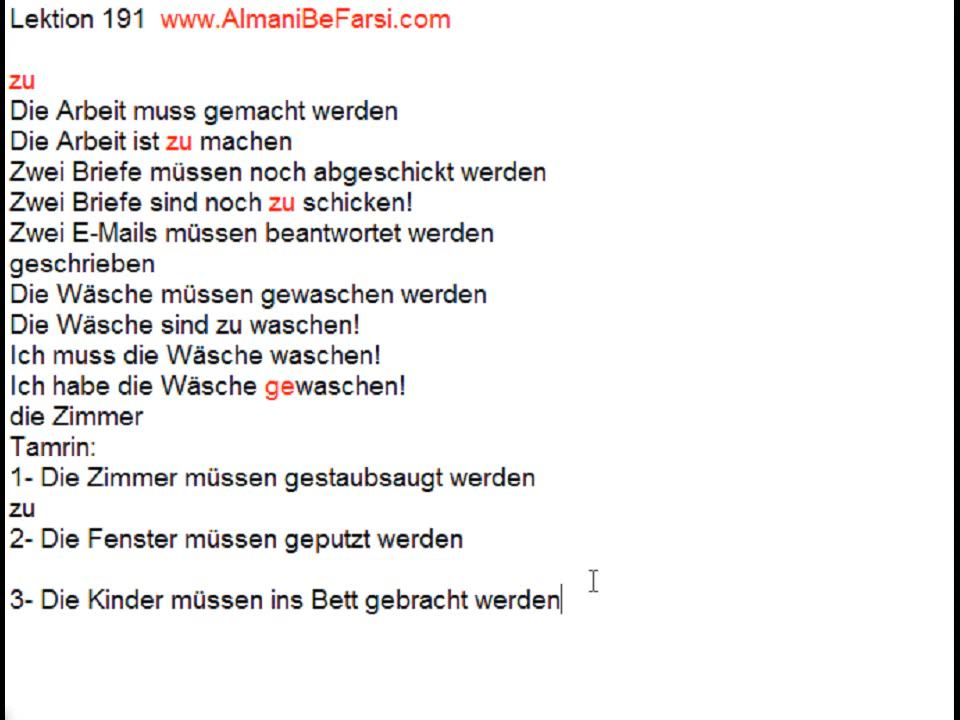 Lektion 191 www.AlmaniBeFarsi.com
zu
Die Arbeit muss gemacht werden
Die Arbeit ist zu machen
Zwei Briefe müssen noch abgeschickt werden
Zwei Briefe sind noch zu schicken!
Zwei E-Mails müssen beantwortet werden
geschrieben
Die Wäsche müssen gewaschen werden
Die Wäsche sind zu waschen!
Ich muss die Wäsche waschen!
Ich habe die Wäsche gewaschen!
die Zimmer
Tamrin:
1- Die Zimmer müssen gestaubsaugt werden
zu
2- Die Fenster müssen geputzt werden
3- Die Kinder müssen ins Bett gebracht werden